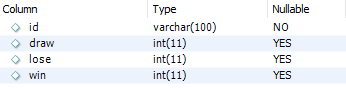 Column Type Nullable
id varchar(100) NO
draw int(11) YES
lose int(11) YES
win int(11) YES